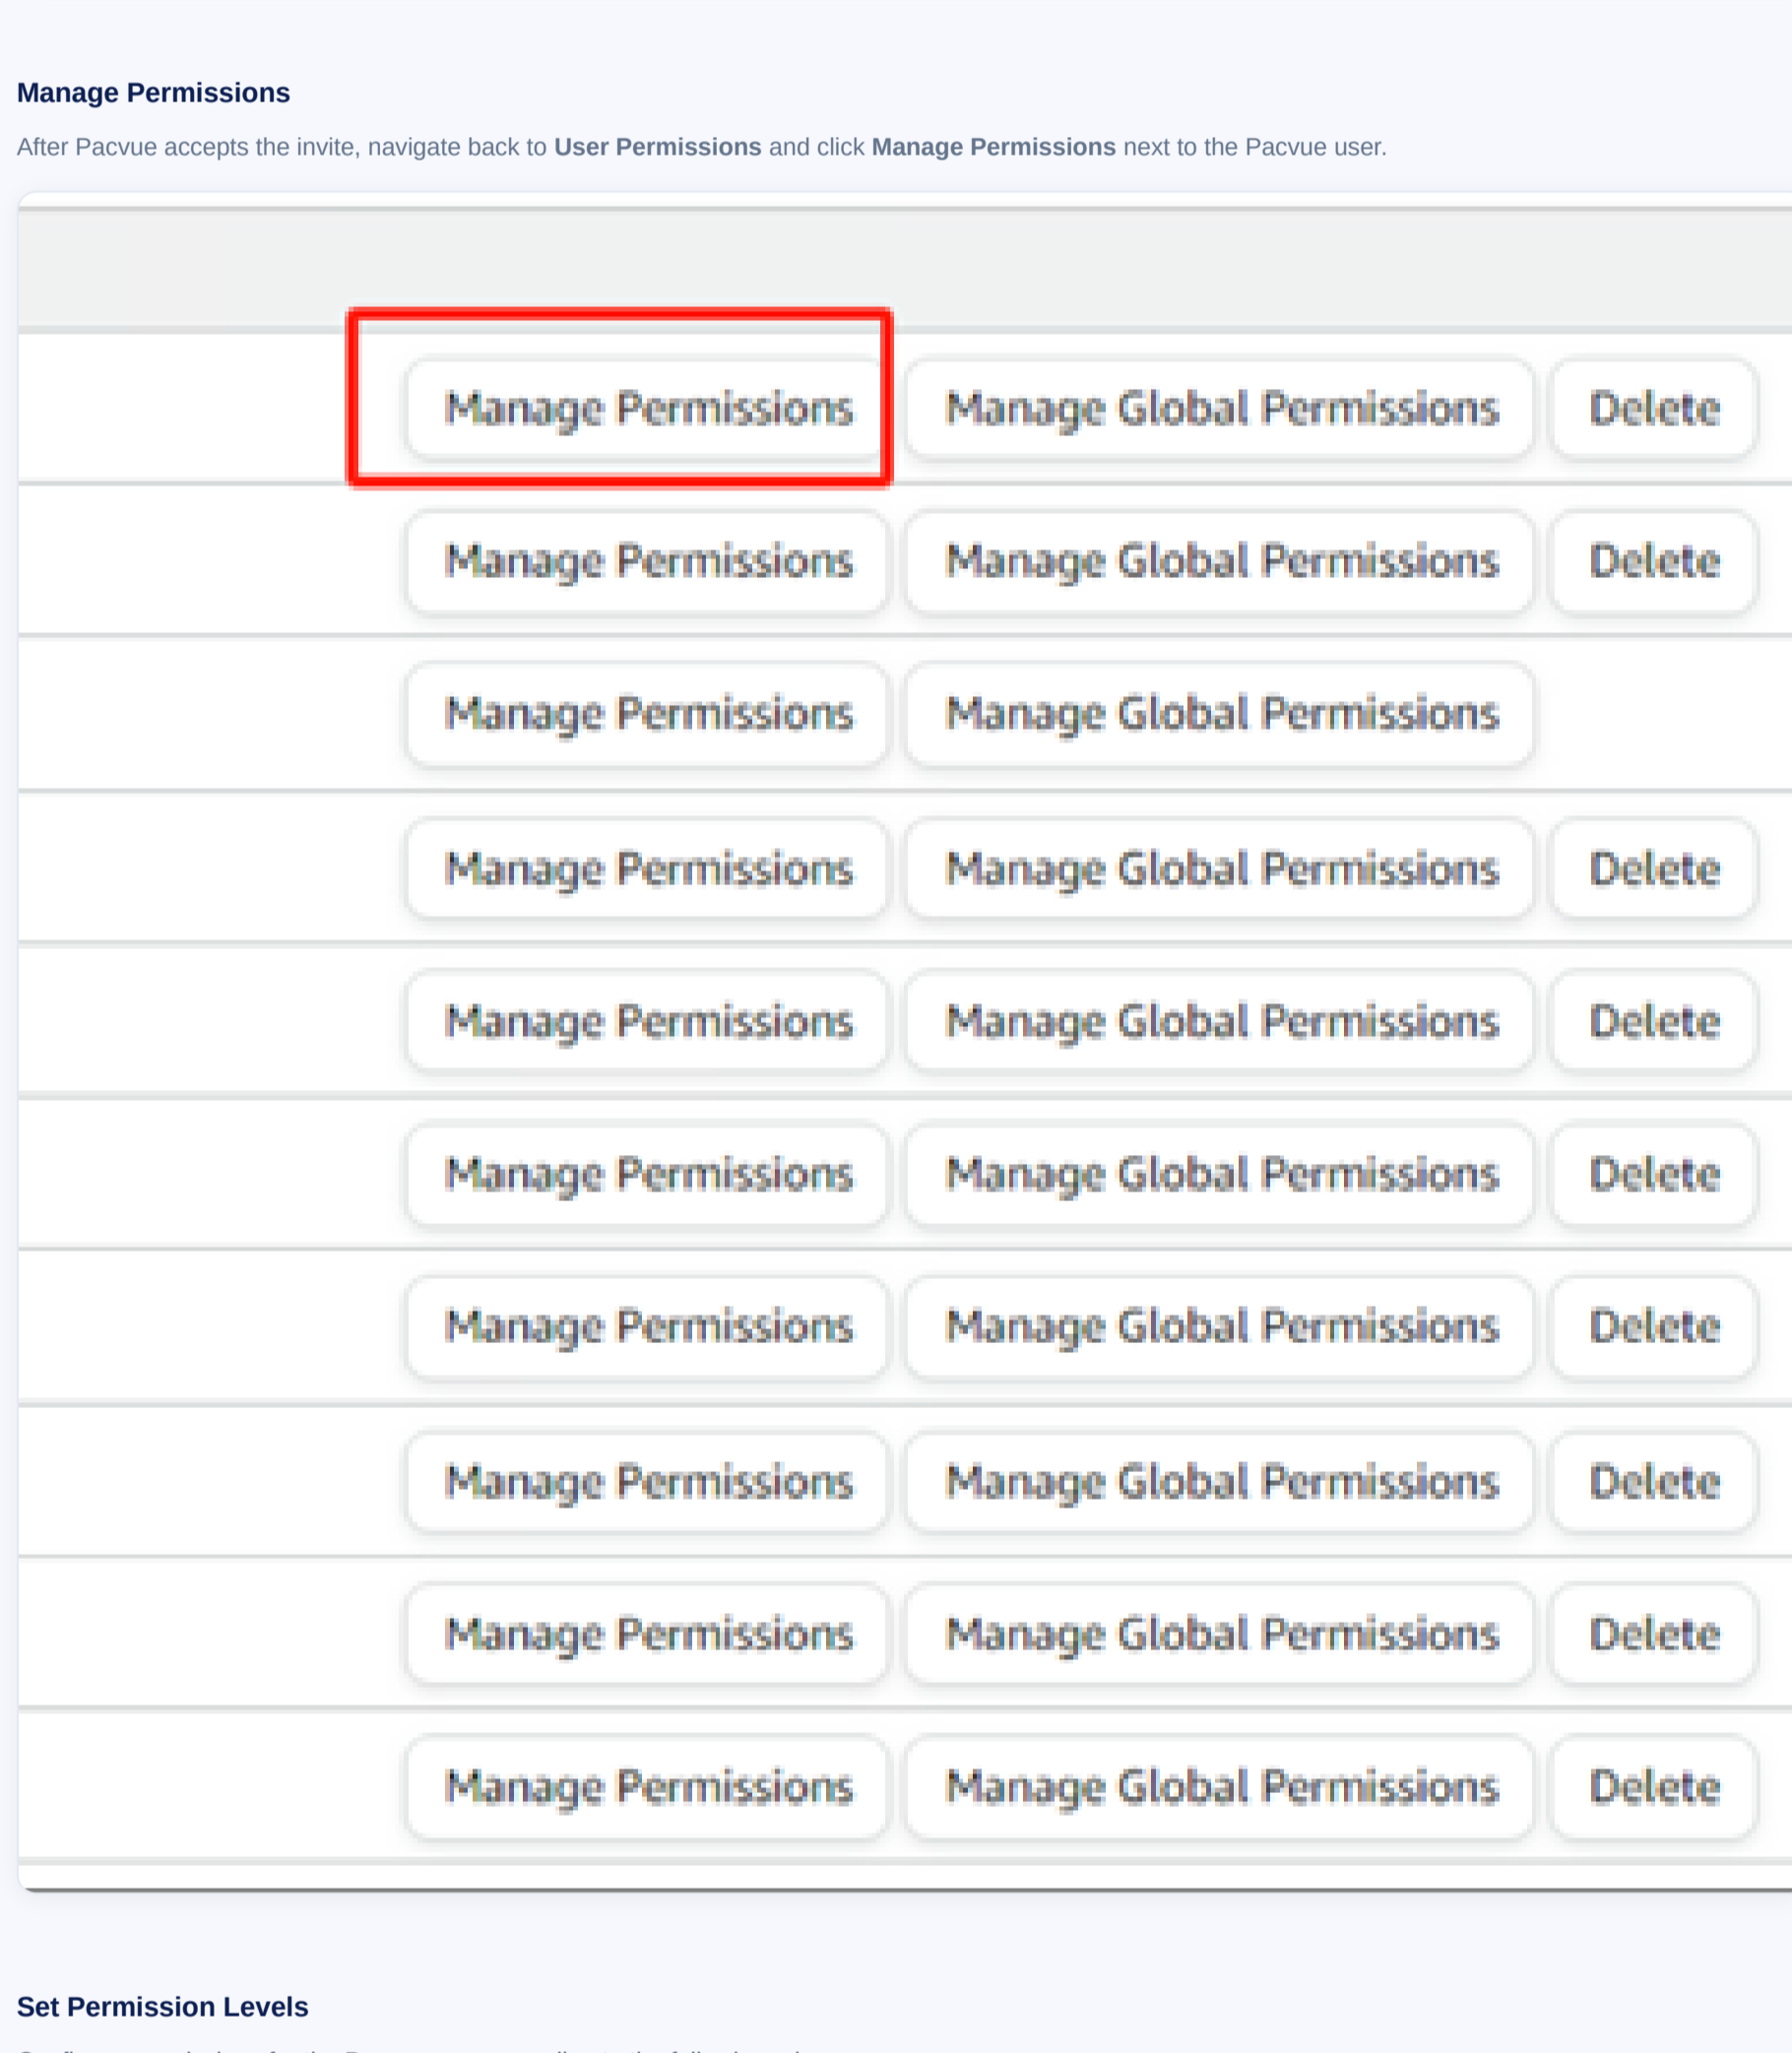 Manage Permissions
After Pacvue accepts the invite, navigate back to User Permissions and click Manage Permissions next to the Pacvue user.
Manage Permissions Manage Global Permissions Delete
Manage Permissions Manage Global Permissions Delete
Manage Permissions Manage Global Permissions
Manage Permissions Manage Global Permissions Delete
Manage Permissions Manage Global Permissions Delete
Manage Permissions Manage Global Permissions Delete
Manage Permissions Manage Global Permissions Delete
Manage Permissions Manage Global Permissions Delete
Manage Permissions Manage Global Permissions Delete
Manage Permissions Manage Global Permissions Delete
Set Permission Levels